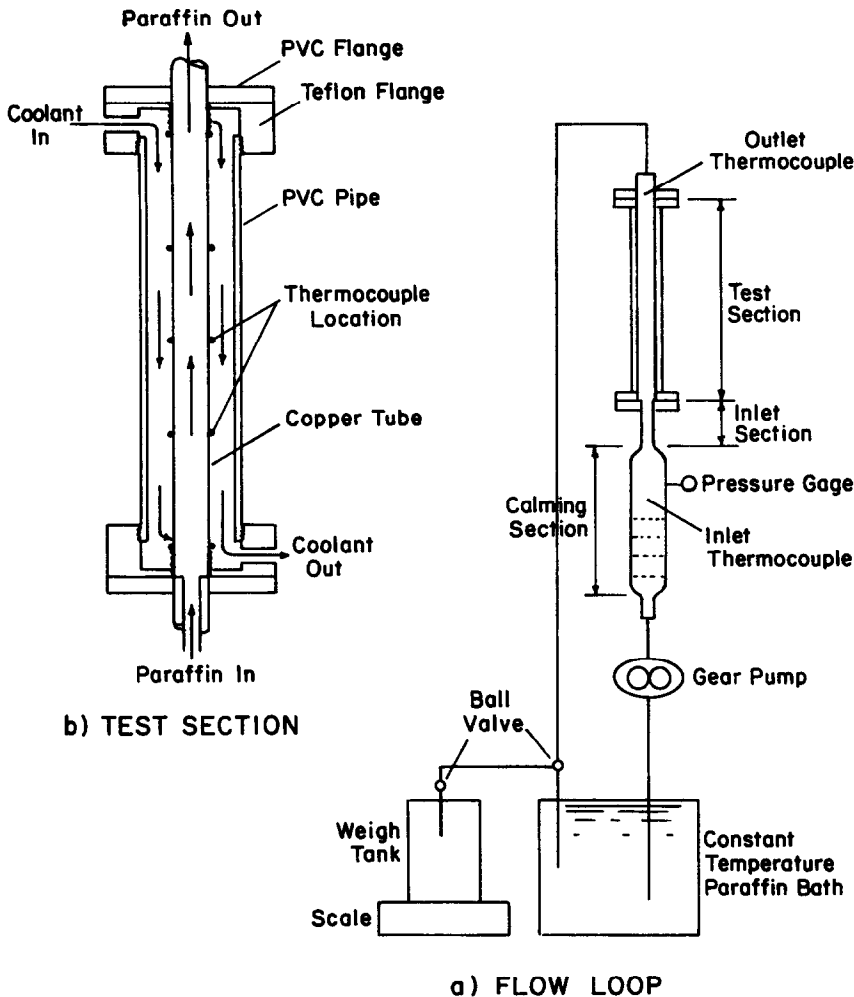 Paraffin Out
PVC Flange
Teflon Flange
Coolant
In
PVC Pipe
Thermocouple
Location
Copper Tube
Coolant
Out
Paraffin In
b) TEST SECTION
Outlet
Thermocouple
Test
Section
Inlet
Section
Pressure Gage
Calming
Section
Inlet
Thermocouple
Gear Pump
Ball
Valve
Weigh
Tank
Scale
Constant
Temperature
Paraffin Bath
a) FLOW LOOP